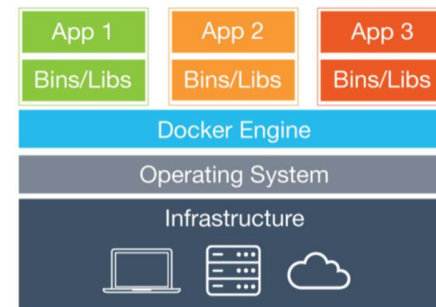 App 1
App 2
App 3
Bins/Libs
Bins/Libs
Bins/Libs
Docker Engine
Operating System
Infrastructure